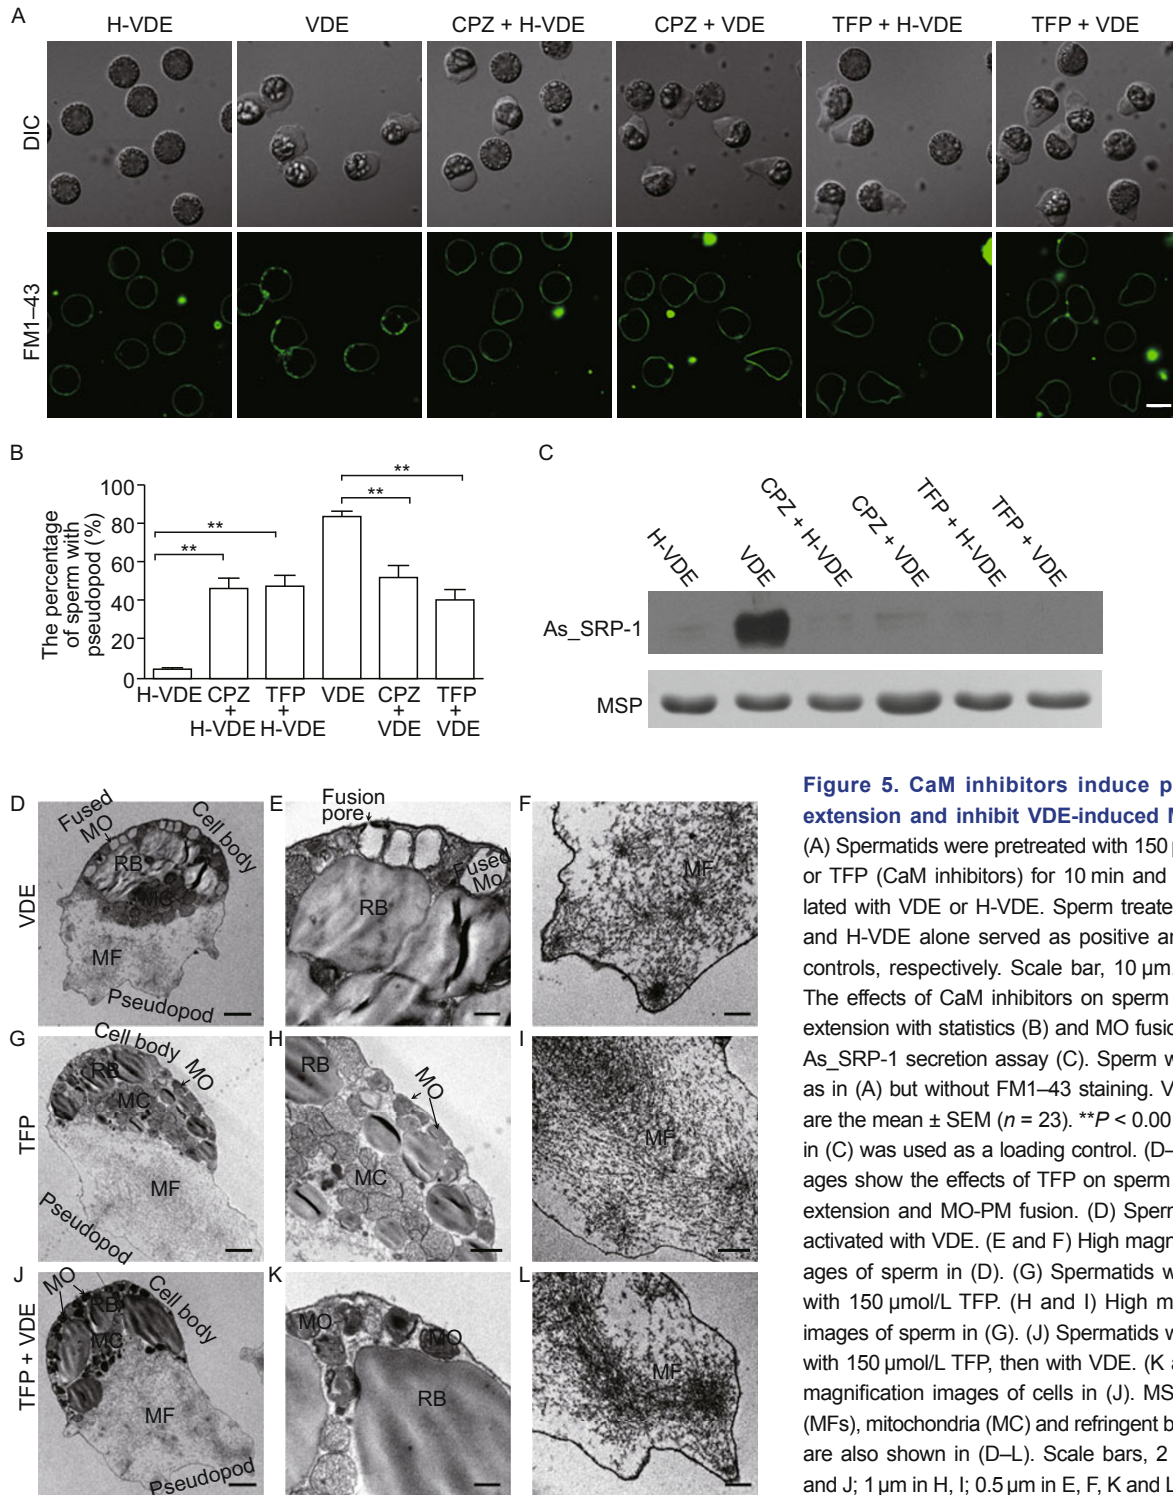 A
H-VDE VDE CPZ + H-VDE CPZ + VDE TFP + H-VDE TFP + VDE
DIC
FM1–43
B
The percentage
of sperm with
pseudopod (%)
100
80
60
40
20
0
** ** ** **
H-VDE CPZ + H-VDE TFP + H-VDE VDE CPZ + VDE TFP + VDE
C
H-VDE VDE CPZ + H-VDE CPZ + VDE TFP + H-VDE TFP + VDE
As_SRP-1
MSP
D
VDE
Fused MO
Cell body
RB
MC
MF
Pseudopod
E
Fusion pore
Fused Mo
RB
F
MF
G
TFP
Cell body
RB
MO
MC
MF
Pseudopod
H
RB
MO
MC
I
MF
J
TFP + VDE
MO
RB
Cell body
MC
MF
Pseudopod
K
MO
MO
RB
L
MF
Figure 5. CaM inhibitors induce p
extension and inhibit VDE-induced M
(A) Spermatids were pretreated with 150 µ
or TFP (CaM inhibitors) for 10 min and
lated with VDE or H-VDE. Sperm treate
and H-VDE alone served as positive ar
controls, respectively. Scale bar, 10 µm.
The effects of CaM inhibitors on sperm
extension with statistics (B) and MO fusio
As_SRP-1 secretion assay (C). Sperm w
as in (A) but without FM1–43 staining. V
are the mean ± SEM (n = 23). **P < 0.00
in (C) was used as a loading control. (D–
ages show the effects of TFP on sperm
extension and MO-PM fusion. (D) Sperm
activated with VDE. (E and F) High magn
ages of sperm in (D). (G) Spermatids w
with 150 µmol/L TFP. (H and I) High m
images of sperm in (G). (J) Spermatids w
with 150 µmol/L TFP, then with VDE. (K a
magnification images of cells in (J). MS
(MFs), mitochondria (MC) and refringent b
are also shown in (D–L). Scale bars, 2
and J; 1 µm in H, I; 0.5 µm in E, F, K and L